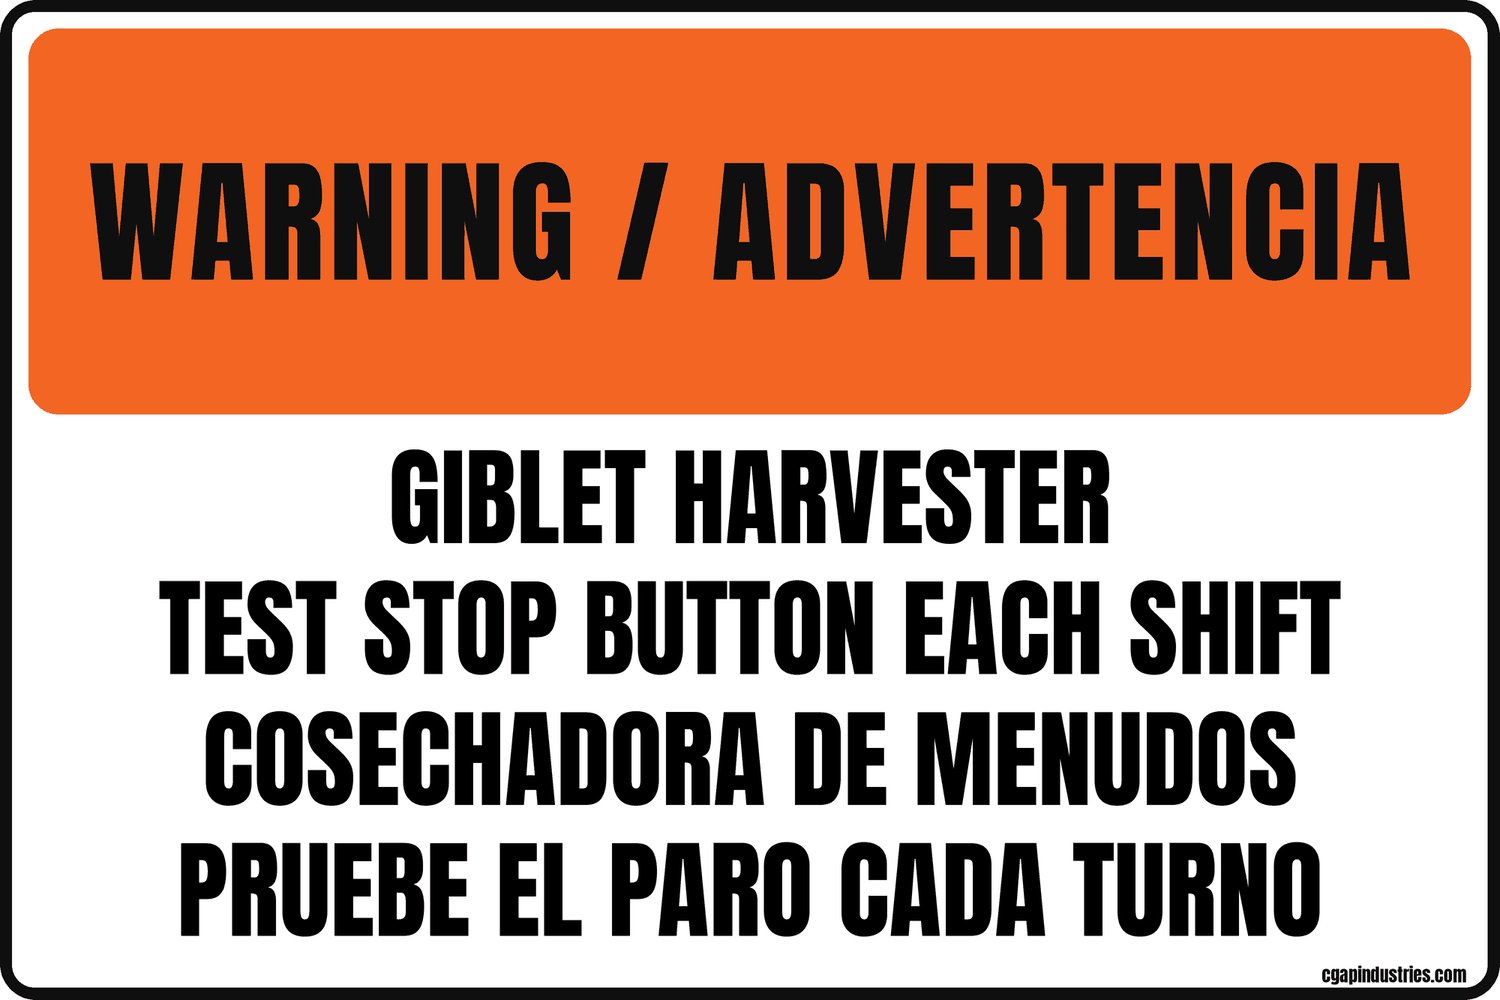 WARNING / ADVERTENCIA
GIBLET HARVESTER
TEST STOP BUTTON EACH SHIFT
COSECHADORA DE MENUDOS
PRUEBE EL PARO CADA TURNO
cgapindustries.com